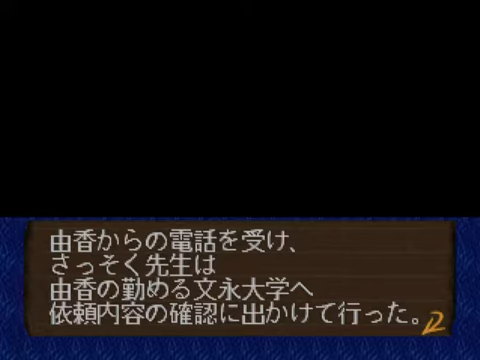 由香からの電話を受け、
さっそく先生は
由香の勤める文永大学へ
依頼内容の確認に出かけて行った。